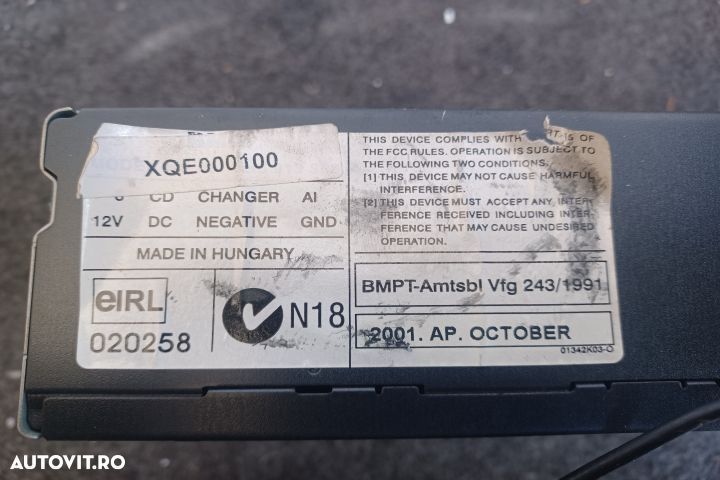 XQE000100
CD CHANGER AI
12V DC NEGATIVE GND
MADE IN HUNGARY
eIRL
020258
N18
THIS DEVICE COMPLIES WITH OF
THE FCC RULES. OPERATION IS SUBJECT TO
THE FOLLOWING TWO CONDITIONS.
[1] THIS DEVICE MAY NOT CAUSE HARMFUL
INTERFERENCE.
[2] THIS DEVICE MUST ACCEPT ANY INTER-
FERENCE RECEIVED INCLUDING INTER-
FERENCE THAT MAY CAUSE UNDESIRED
OPERATION.
BMPT-Amtsbl Vfg 243/1991
2001. AP. OCTOBER
01342K03-O
AUTOVIT.RO